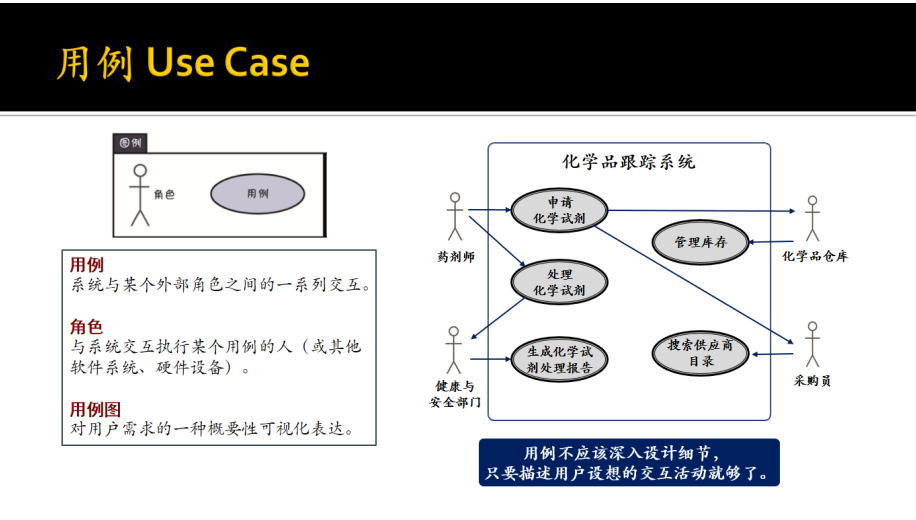 用例 Use Case
图例
角色
用例
用例
系统与某个外部角色之间的一系列交互。
角色
与系统交互执行某个用例的人（或其他
软件系统、硬件设备）。
用例图
对用户需求的一种概要性可视化表达。
化学品跟踪系统
申请
化学试剂
管理库存
药剂师
化学品仓库
处理
化学试剂
生成化学试
剂处理报告
搜索供应商
目录
健康与
安全部门
采购员
用例不应该深入设计细节，
只要描述用户设想的交互活动就够了。